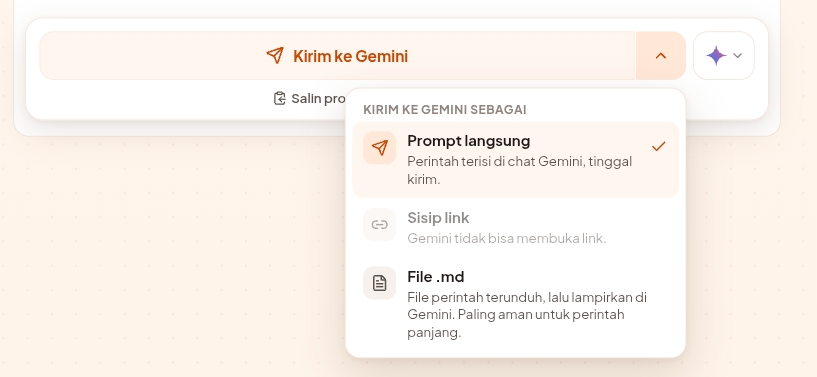 Kirim ke Gemini
Salin pro
KIRIM KE GEMINI SEBAGAI
Prompt langsung
Perintah terisi di chat Gemini, tinggal
kirim.
Sisip link
Gemini tidak bisa membuka link.
File .md
File perintah terunduh, lalu lampirkan di
Gemini. Paling aman untuk perintah
panjang.